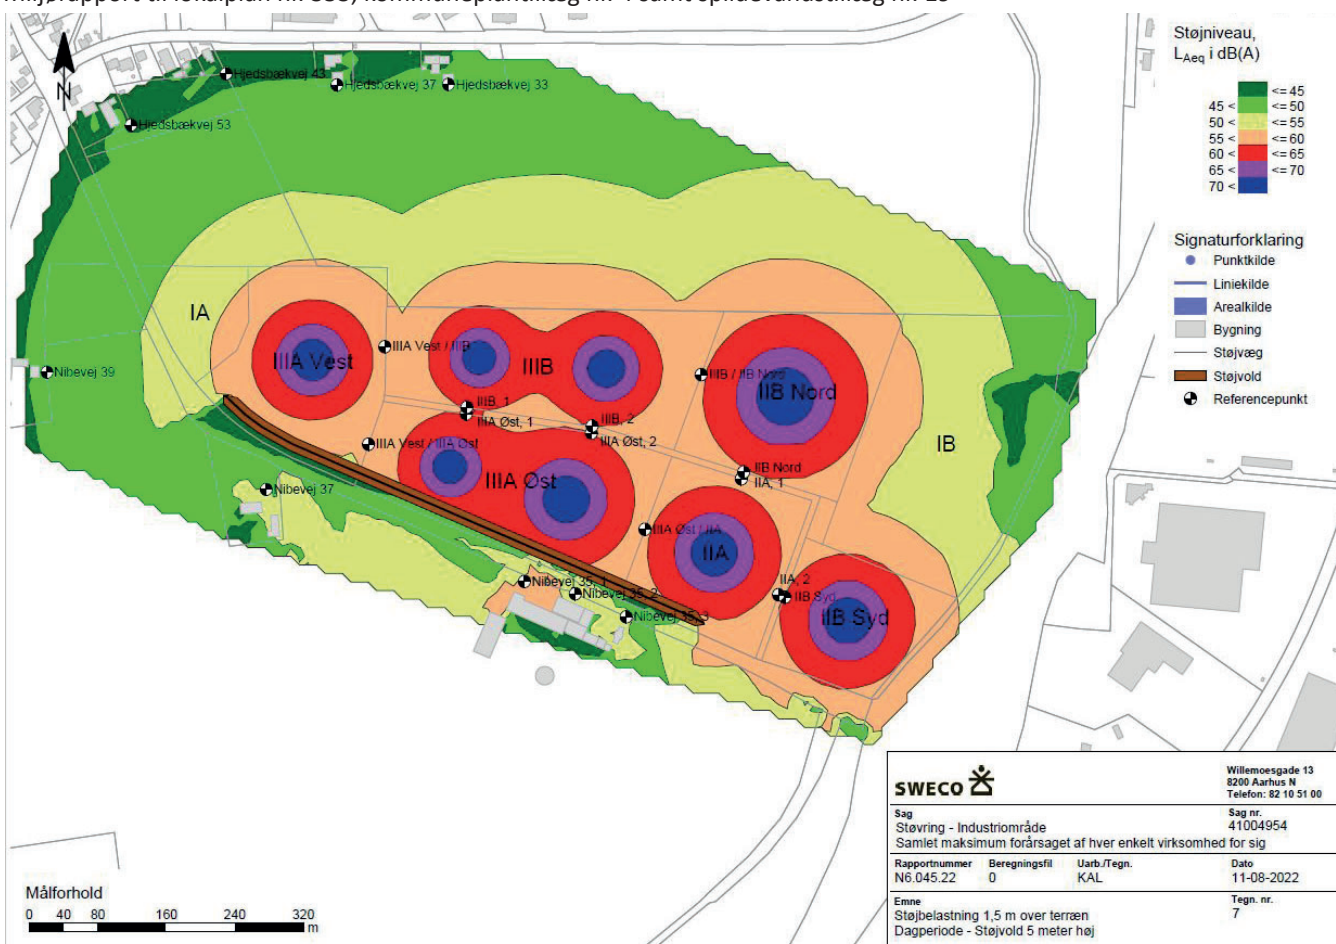 Støjniveau,
LAeq i dB(A)
<= 45
45 < <= 50
50 < <= 55
55 < <= 60
60 < <= 65
65 < <= 70
70 <
Signaturforklaring
Punktkilde
Liniekilde
Arealkilde
Bygning
Støjvæg
Støjvold
Referencepunkt
N
Hjedsbækvej 43
Hjedsbækvej 37
Hjedsbækvej 33
Hjedsbækvej 53
IA
IIIA Vest
IIIA Vest / IIIB
IIIB
IIIB / IIB Nord
IIB Nord
Nibevej 39
IIIB, 1
IIIA Øst, 1
IIIB, 2
IIIA Øst, 2
IIIA Vest / IIIA Øst
IB
IIB Nord
IIA, 1
IIIA Øst
Nibevej 37
IIIA Øst / IIA
IIA
Nibevej 35, 1
Nibevej 35, 2
Nibevej 35, 3
IIA, 2
IIB Syd
IIB Syd
Målforhold
0 40 80 160 240 320
m
SWECO
Willemoesgade 13
8200 Aarhus N
Telefon: 82 10 51 00
Sag
Støvring - Industriområde
Samlet maksimum forårsaget af hver enkelt virksomhed for sig
Sag nr.
41004954
Rapportnummer Beregningsfil Uarb./Tegn. Dato
N6.045.22 0 KAL 11-08-2022
Emne
Støjbelastning 1,5 m over terræn
Dagperiode - Støjvold 5 meter høj
Tegn. nr.
7